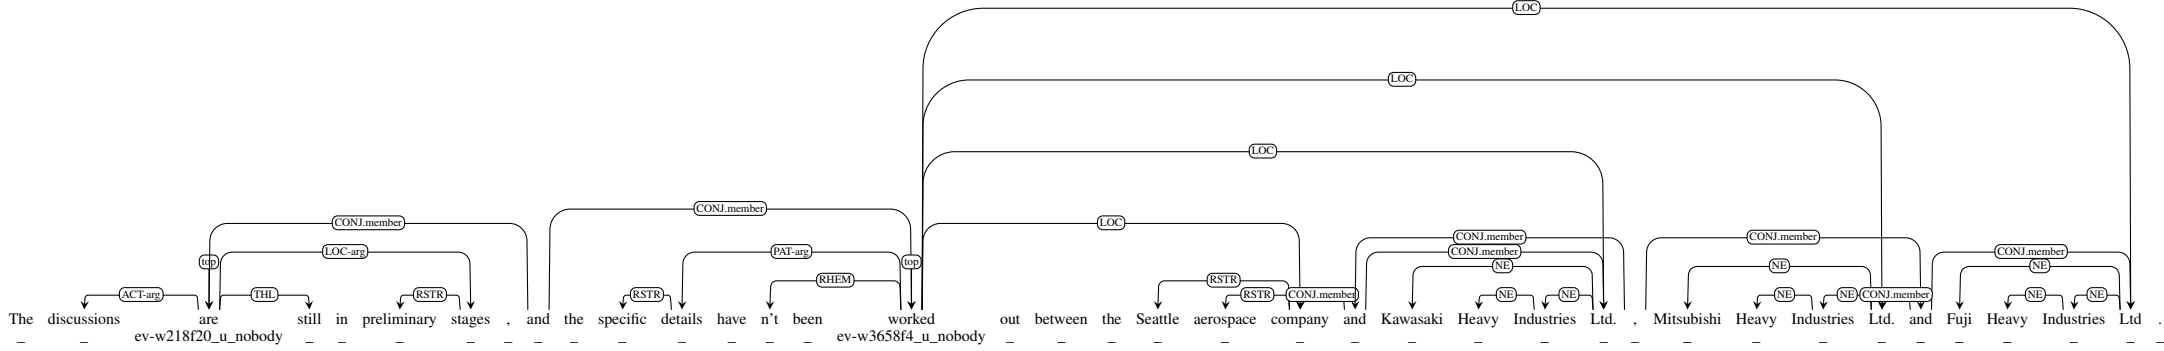 LOC
LOC
LOC
CONJ.member
CONJ.member LOC
CONJ.member CONJ.member
top LOC-arg PAT-arg top CONJ.member CONJ.member
NE NE NE
RHEM RSTR
ACT-arg THL RSTR RSTR RSTR CONJ.member NE NE NE NE CONJ.member NE NE
The discussions are still in preliminary stages , and the specific details have n't been worked out between the Seattle aerospace company and Kawasaki Heavy Industries Ltd. , Mitsubishi Heavy Industries Ltd. and Fuji Heavy Industries Ltd .
_ _ ev-w218f20_u_nobody _ _ _ _ _ _ _ _ _ _ _ _ ev-w3658f4_u_nobody _ _ _ _ _ _ _ _ _ _ _ _ _ _ _ _ _ _ _ _ _ _